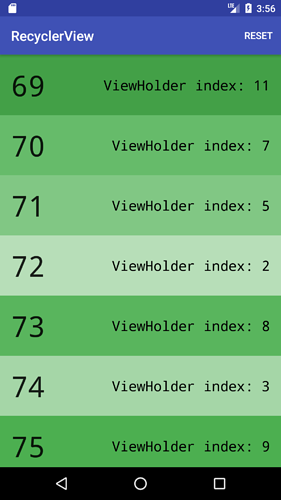 LTE 3:56
RecyclerView RESET
69 ViewHolder index: 11
70 ViewHolder index: 7
71 ViewHolder index: 5
72 ViewHolder index: 2
73 ViewHolder index: 8
74 ViewHolder index: 3
75 ViewHolder index: 9